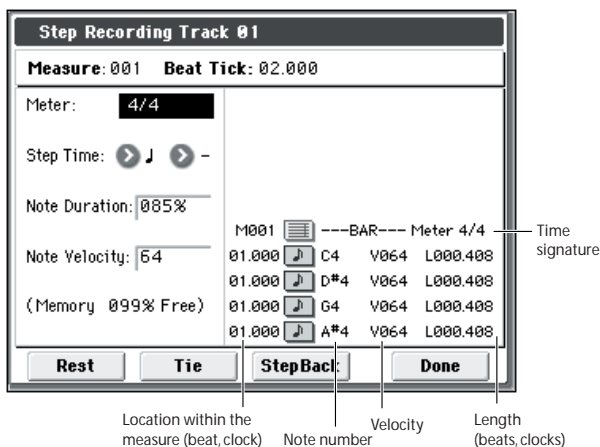 Step Recording Track 01
Measure: 001 Beat Tick: 02.000
Meter: 4/4
Step Time: ♩ -
Note Duration: 085%
Note Velocity: 64
(Memory 099% Free)
M001 ---BAR--- Meter 4/4
01.000 C4 V064 L000.408
01.000 D#4 V064 L000.408
01.000 G4 V064 L000.408
01.000 A#4 V064 L000.408
Time
signature
Rest Tie StepBack Done
Location within the
measure (beat, clock)
Note number
Velocity
Length
(beats, clocks)